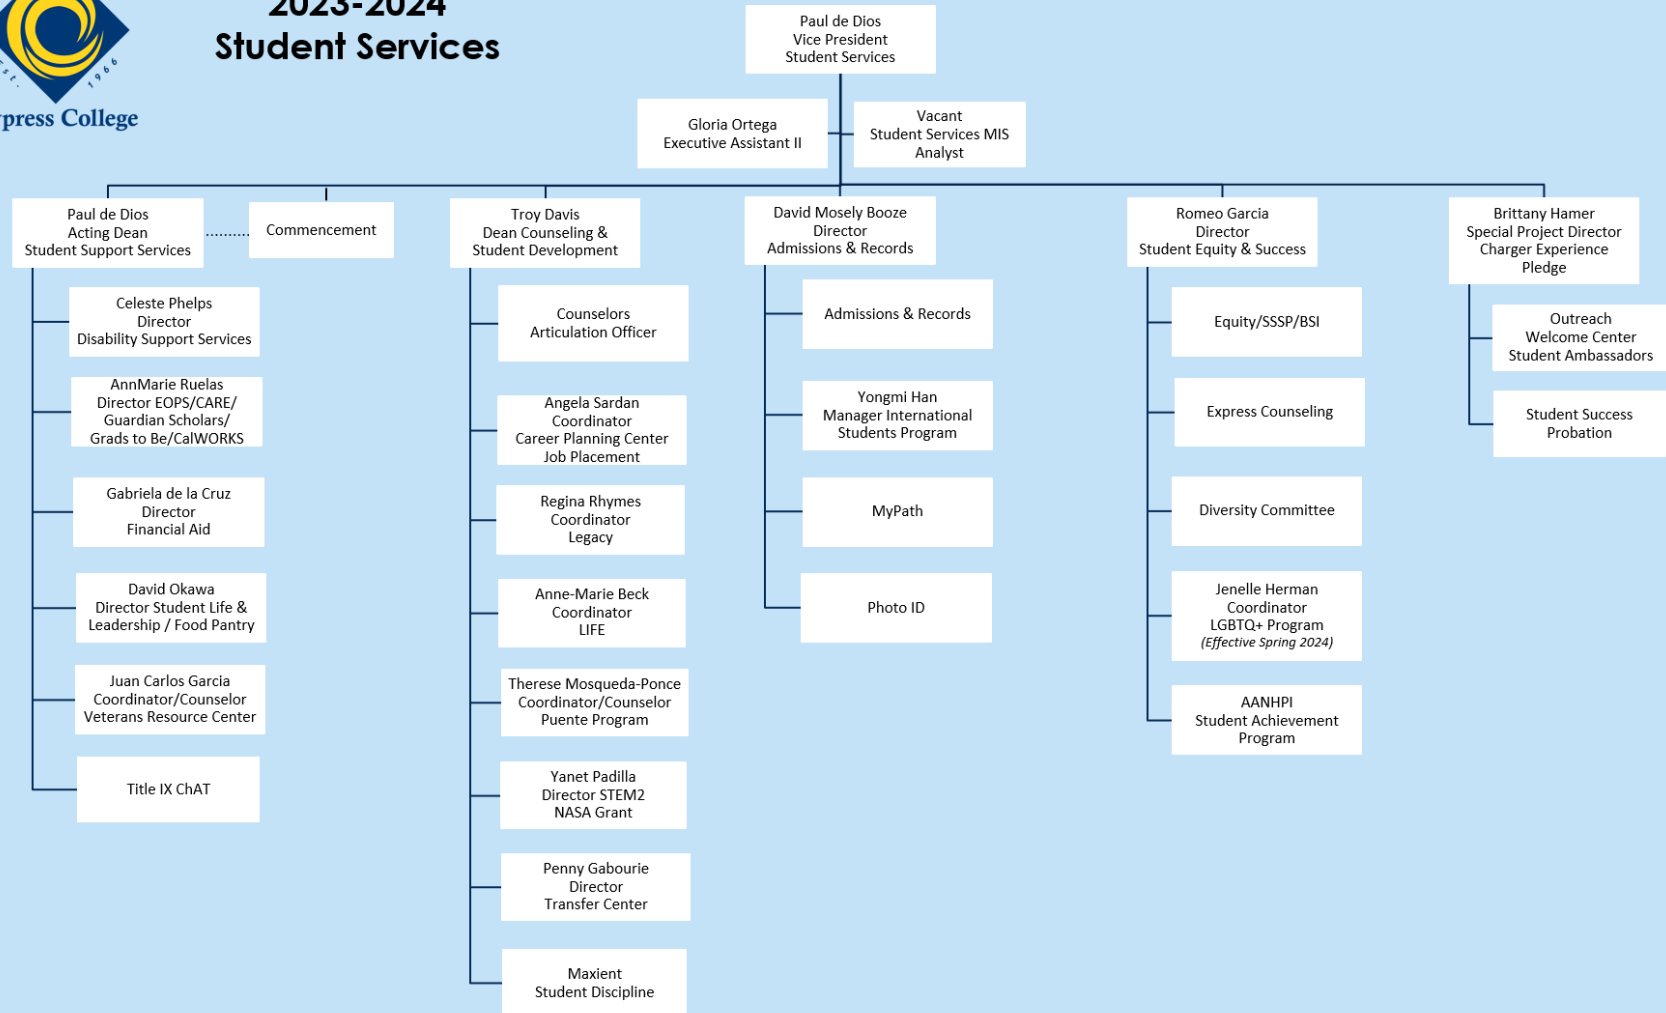 2023-2024
Student Services
Est. 1966
press College
Paul de Dios
Vice President
Student Services
Gloria Ortega
Executive Assistant II
Vacant
Student Services MIS
Analyst
Paul de Dios
Acting Dean
Student Support Services
Commencement
Troy Davis
Dean Counseling &
Student Development
David Mosely Booze
Director
Admissions & Records
Romeo Garcia
Director
Student Equity & Success
Brittany Hamer
Special Project Director
Charger Experience
Pledge
Celeste Phelps
Director
Disability Support Services
AnnMarie Ruelas
Director EOPS/CARE/
Guardian Scholars/
Grads to Be/CalWORKS
Gabriela de la Cruz
Director
Financial Aid
David Okawa
Director Student Life &
Leadership / Food Pantry
Juan Carlos Garcia
Coordinator/Counselor
Veterans Resource Center
Title IX ChAT
Counselors
Articulation Officer
Angela Sardan
Coordinator
Career Planning Center
Job Placement
Regina Rhymes
Coordinator
Legacy
Anne-Marie Beck
Coordinator
LIFE
Therese Mosqueda-Ponce
Coordinator/Counselor
Puente Program
Yanet Padilla
Director STEM2
NASA Grant
Penny Gabourie
Director
Transfer Center
Maxient
Student Discipline
Admissions & Records
Yongmi Han
Manager International
Students Program
MyPath
Photo ID
Equity/SSSP/BSI
Express Counseling
Diversity Committee
Jenelle Herman
Coordinator
LGBTQ+ Program
(Effective Spring 2024)
AANHPI
Student Achievement
Program
Outreach
Welcome Center
Student Ambassadors
Student Success
Probation